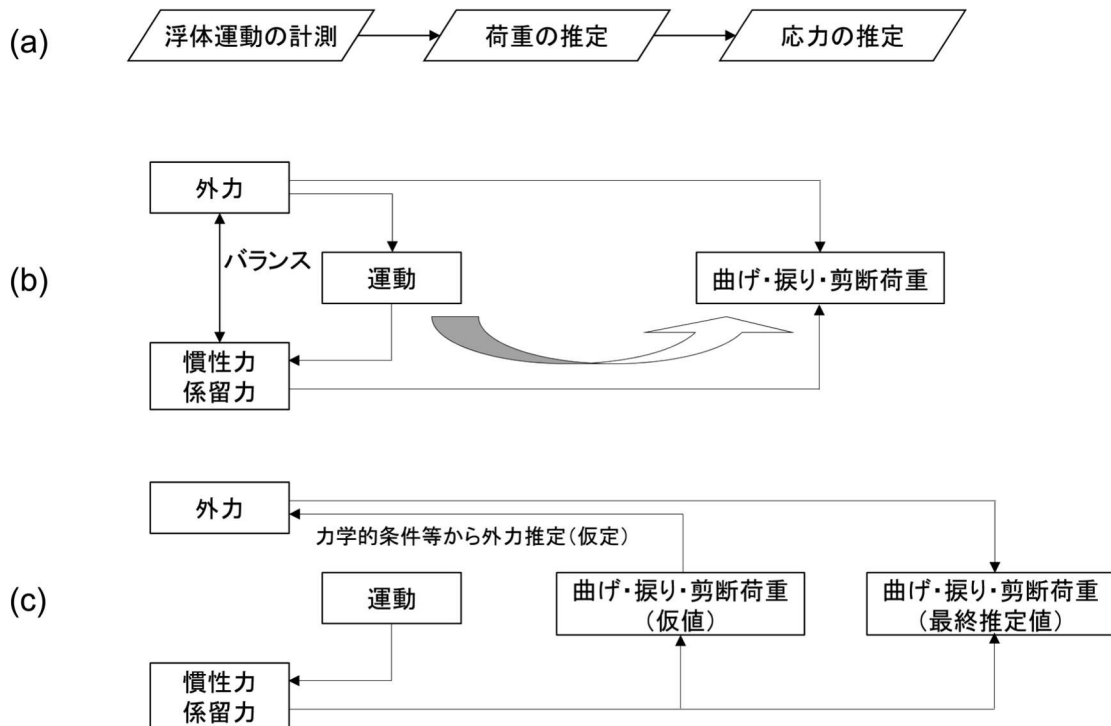 (a)
浮体運動の計測
荷重の推定
応力の推定
(b)
外力
バランス
運動
曲げ・捩り・剪断荷重
慣性力
係留力
(c)
外力
力学的条件等から外力推定(仮定)
運動
曲げ・捩り・剪断荷重
(仮値)
曲げ・捩り・剪断荷重
(最終推定値)
慣性力
係留力